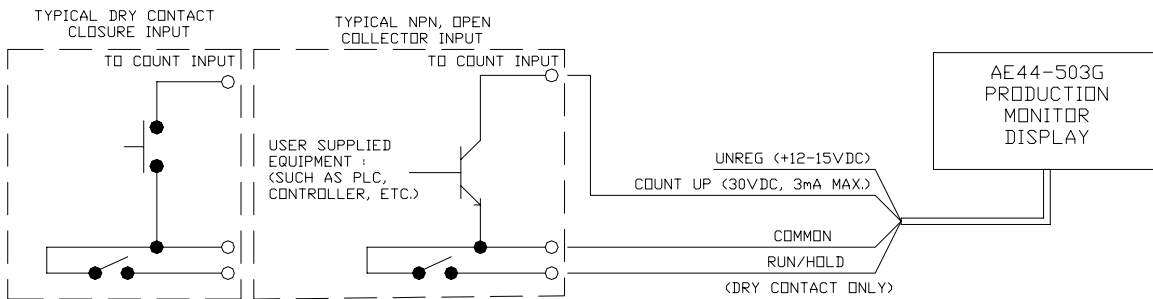 TYPICAL DRY CONTACT
CLOSURE INPUT
TO COUNT INPUT
TYPICAL NPN, OPEN
COLLECTOR INPUT
TO COUNT INPUT
USER SUPPLIED
EQUIPMENT :
(SUCH AS PLC,
CONTROLLER, ETC.)
AE44-503G
PRODUCTION
MONITOR
DISPLAY
UNREG (+12-15VDC)
COUNT UP (30VDC, 3mA MAX.)
COMMON
RUN/HOLD
(DRY CONTACT ONLY)